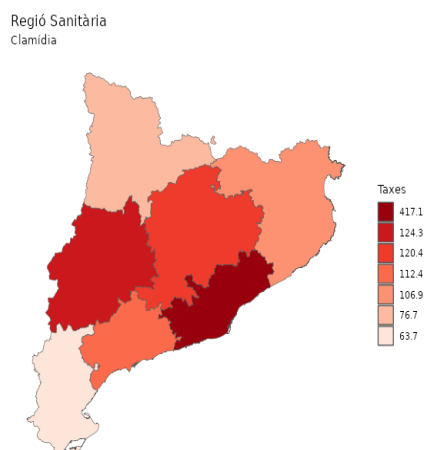 Regió Sanitària
Clamídia
Taxes
417.1
124.3
120.4
112.4
106.9
76.7
63.7